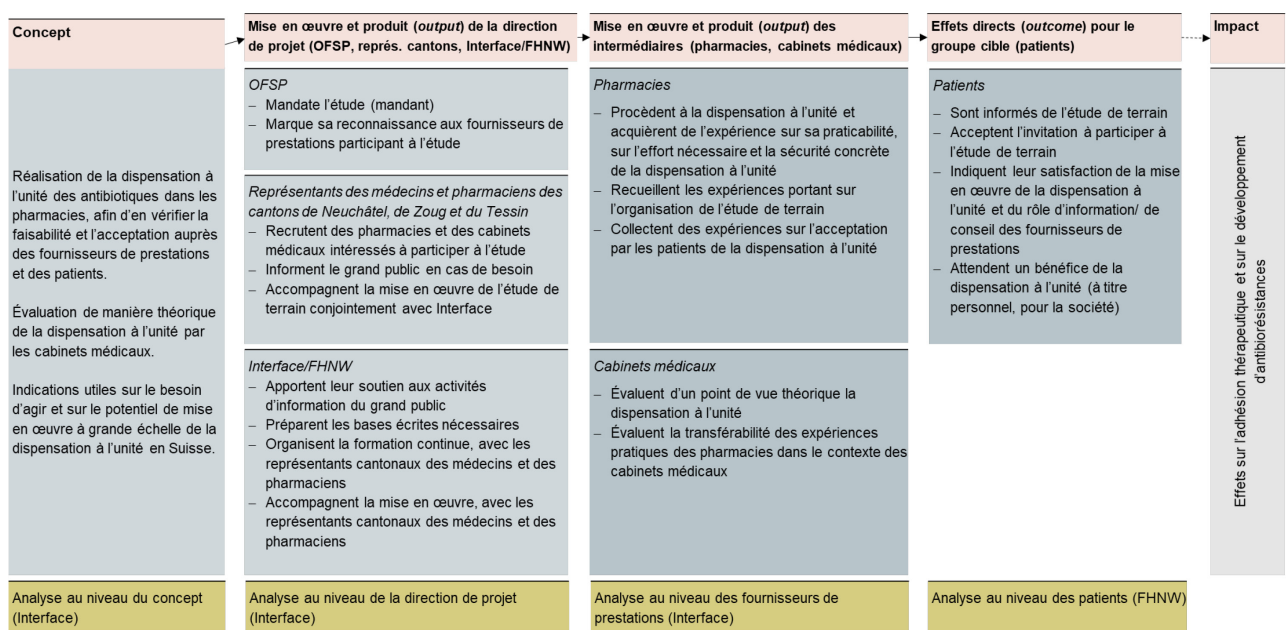 Concept
Réalisation de la dispensation à
l'unité des antibiotiques dans les
pharmacies, afin d'en vérifier la
faisabilité et l'acceptation auprès
des fournisseurs de prestations
et des patients.
Évaluation de manière théorique
de la dispensation à l'unité par
les cabinets médicaux.
Indications utiles sur le besoin
d'agir et sur le potentiel de mise
en œuvre à grande échelle de la
dispensation à l'unité en Suisse.
Analyse au niveau du concept
(Interface)
Mise en œuvre et produit (output) de la direction
de projet (OFSP, représ. cantons, Interface/FHNW)
OFSP
– Mandate l'étude (mandant)
– Marque sa reconnaissance aux fournisseurs de
prestations participant à l'étude
Représentants des médecins et pharmaciens des
cantons de Neuchâtel, de Zoug et du Tessin
– Recrutent des pharmacies et des cabinets
médicaux intéressés à participer à l'étude
– Informent le grand public en cas de besoin
– Accompagnent la mise en œuvre de l'étude de
terrain conjointement avec Interface
Interface/FHNW
– Apportent leur soutien aux activités
d'information du grand public
– Préparent les bases écrites nécessaires
– Organisent la formation continue, avec les
représentants cantonaux des médecins et des
pharmaciens
– Accompagnent la mise en œuvre, avec les
représentants cantonaux des médecins et des
pharmaciens
Analyse au niveau de la direction de projet
(Interface)
Mise en œuvre et produit (output) des
intermédiaires (pharmacies, cabinets médicaux)
Pharmacies
– Procèdent à la dispensation à l'unité et
acquièrent de l'expérience sur sa praticabilité,
sur l'effort nécessaire et la sécurité concrète
de la dispensation à l'unité
– Recueillent les expériences portant sur
l'organisation de l'étude de terrain
– Collectent des expériences sur l'acceptation
par les patients de la dispensation à l'unité
Cabinets médicaux
– Évaluent d'un point de vue théorique la
dispensation à l'unité
– Évaluent la transférabilité des expériences
pratiques des pharmacies dans le contexte des
cabinets médicaux
Analyse au niveau des fournisseurs de
prestations (Interface)
Effets directs (outcome) pour le
groupe cible (patients)
Patients
– Sont informés de l'étude de terrain
– Acceptent l'invitation à participer à
l'étude de terrain
– Indiquent leur satisfaction de la mise
en œuvre de la dispensation à
l'unité et du rôle d'information/ de
conseil des fournisseurs de
prestations
– Attendent un bénéfice de la
dispensation à l'unité (à titre
personnel, pour la société)
Analyse au niveau des patients (FHNW)
Impact
Effets sur l'adhésion thérapeutique et sur le développement
d'antibiorésistances